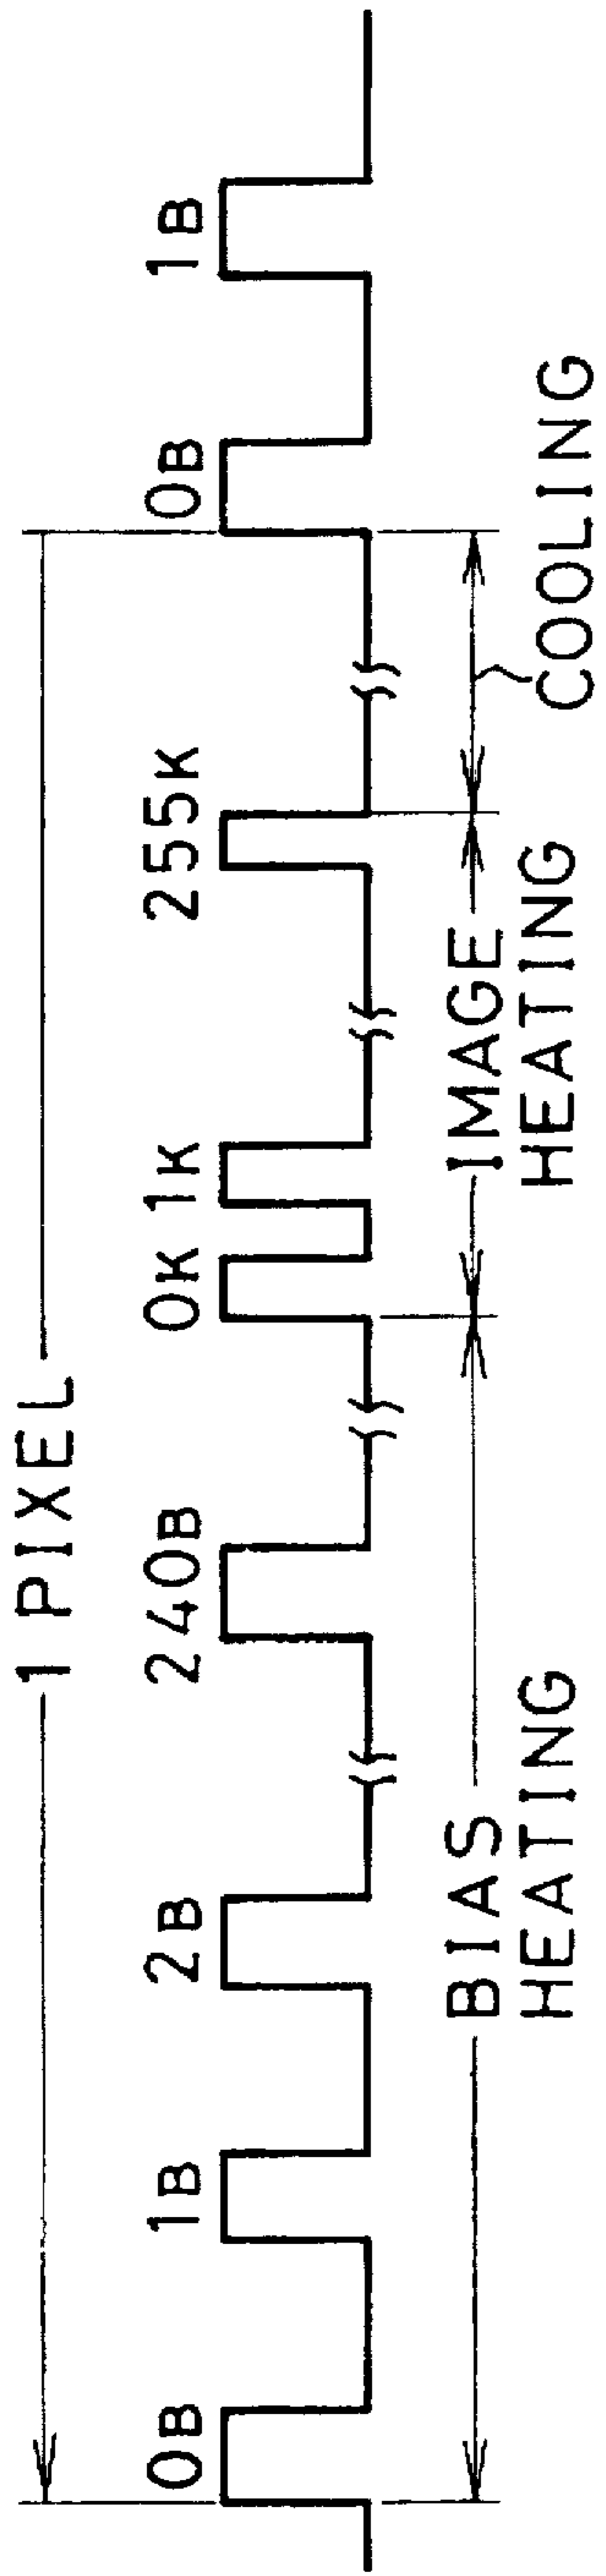 1 PIXEL
0B 1B 2B 240B 0K 1K 255K 0B 1B
BIAS HEATING
IMAGE HEATING
COOLING